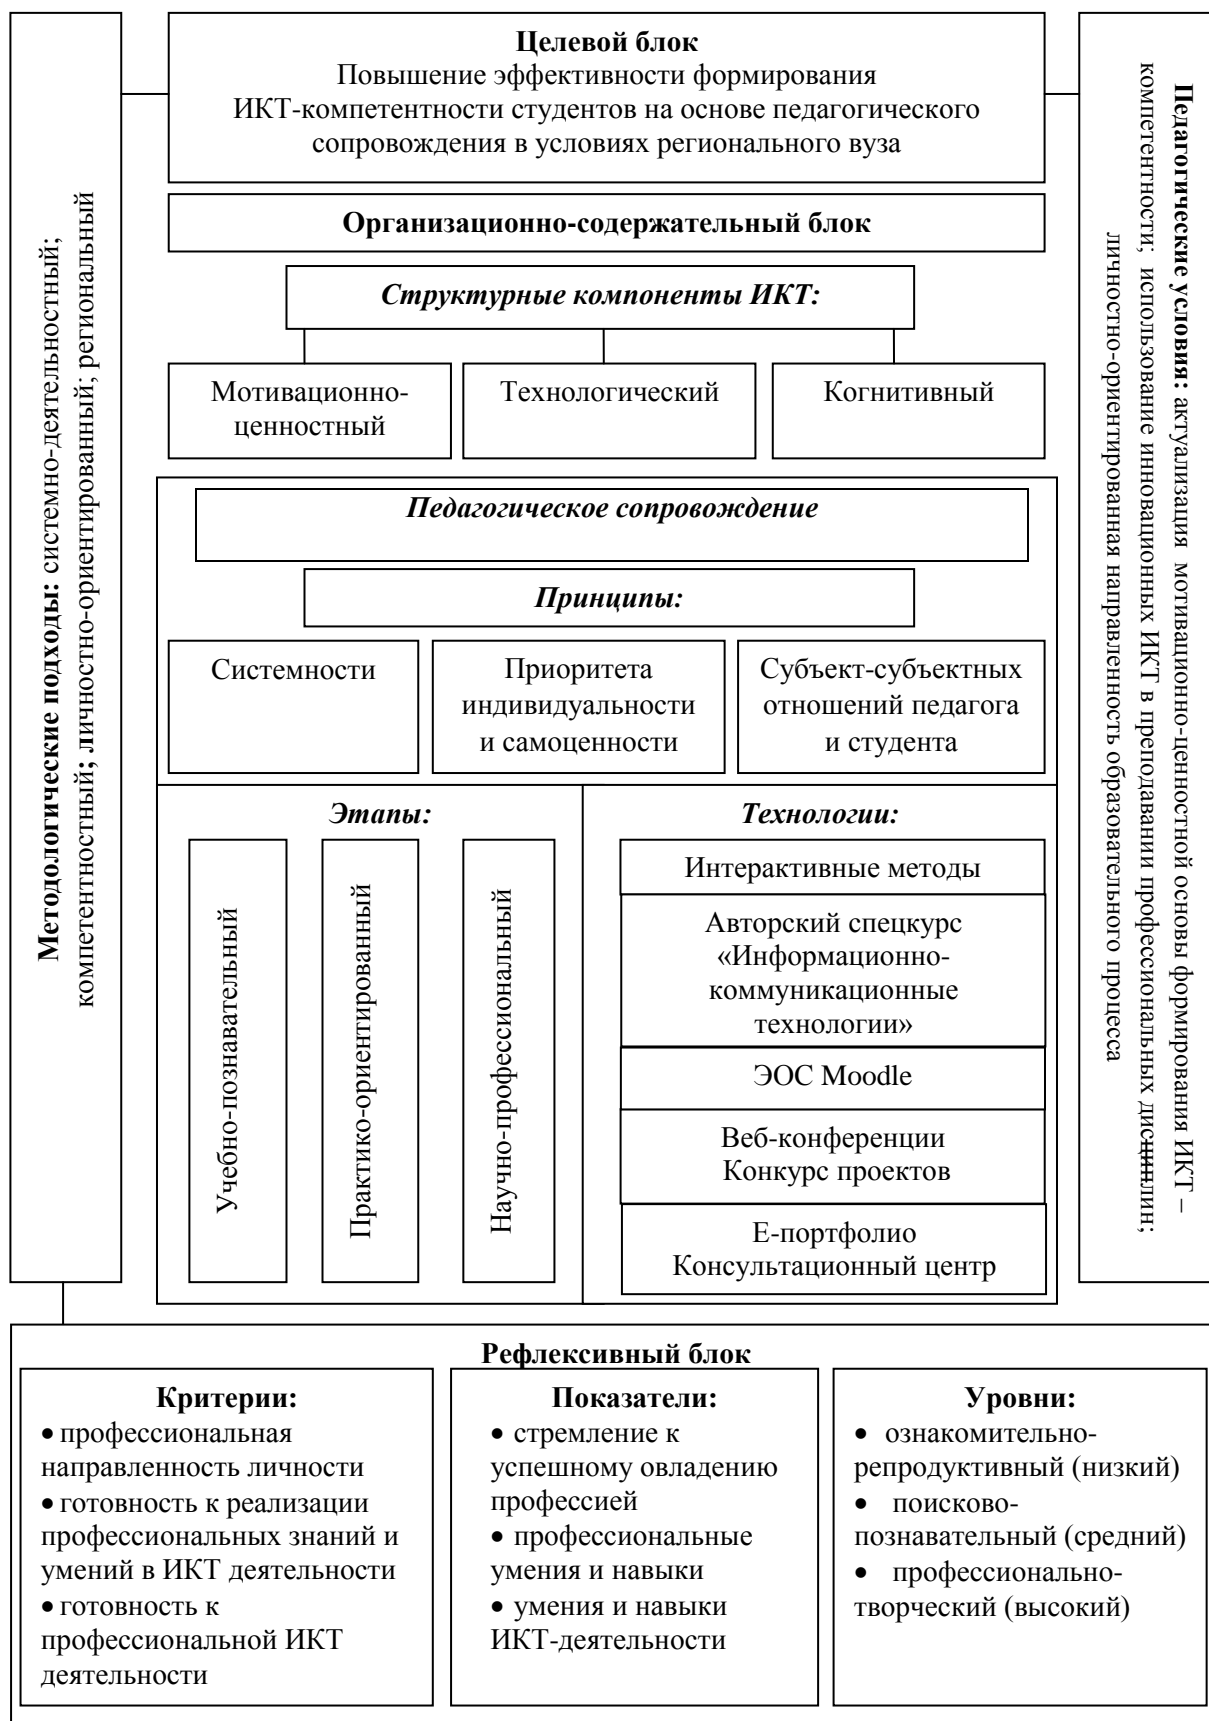 Целевой блок
Повышение эффективности формирования
ИКТ-компетентности студентов на основе педагогического
сопровождения в условиях регионального вуза
Методологические подходы: системно-деятельностный;
компетентностный; личностно-ориентированный; региональный
Педагогические условия: актуализация мотивационно-ценностной основы формирования ИКТ –
компетентности; использование инновационных ИКТ в преподавании профессиональных дисциплин;
личностно-ориентированная направленность образовательного процесса
Организационно-содержательный блок
Структурные компоненты ИКТ:
Мотивационно-
ценностный
Технологический
Когнитивный
Педагогическое сопровождение
Принципы:
Системности
Приоритета
индивидуальности
и самоценности
Субъект-субъектных
отношений педагога
и студента
Этапы:
Учебно-познавательный
Практико-ориентированный
Научно-профессиональный
Технологии:
Интерактивные методы
Авторский спецкурс
«Информационно-
коммуникационные
технологии»
ЭОС Moodle
Веб-конференции
Конкурс проектов
Е-портфолио
Консультационный центр
Рефлексивный блок
Критерии:
• профессиональная
направленность личности
• готовность к реализации
профессиональных знаний и
умений в ИКТ деятельности
• готовность к
профессиональной ИКТ
деятельности
Показатели:
• стремление к
успешному овладению
профессией
• профессиональные
умения и навыки
• умения и навыки
ИКТ-деятельности
Уровни:
• ознакомительно-
репродуктивный (низкий)
• поисково-
познавательный (средний)
• профессионально-
творческий (высокий)